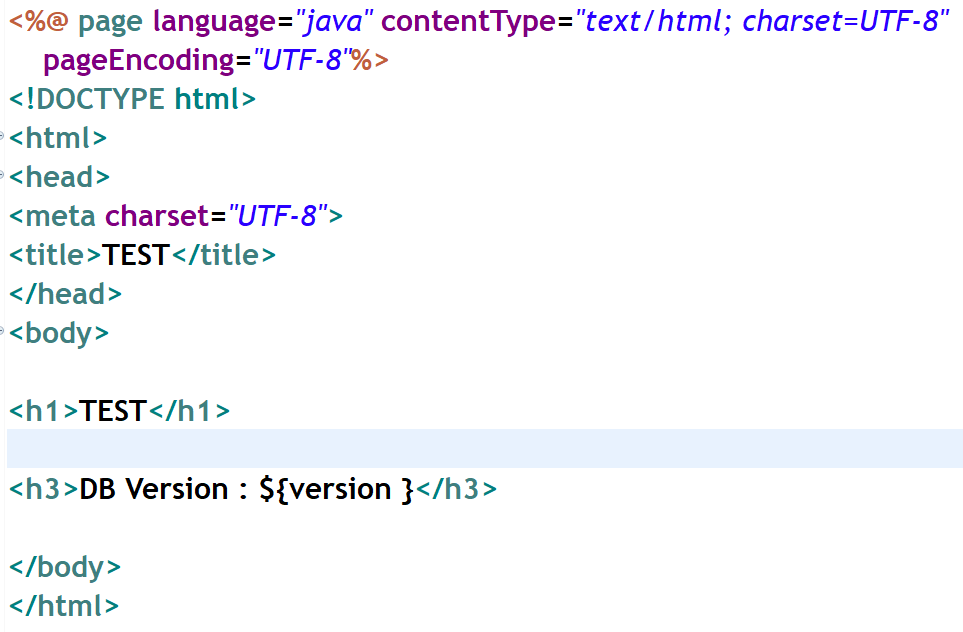 <%@ page language="java" contentType="text/html; charset=UTF-8"
pageEncoding="UTF-8"%>
<!DOCTYPE html>
<html>
<head>
<meta charset="UTF-8">
<title>TEST</title>
</head>
<body>
<h1>TEST</h1>
<h3>DB Version : ${version }</h3>
</body>
</html>